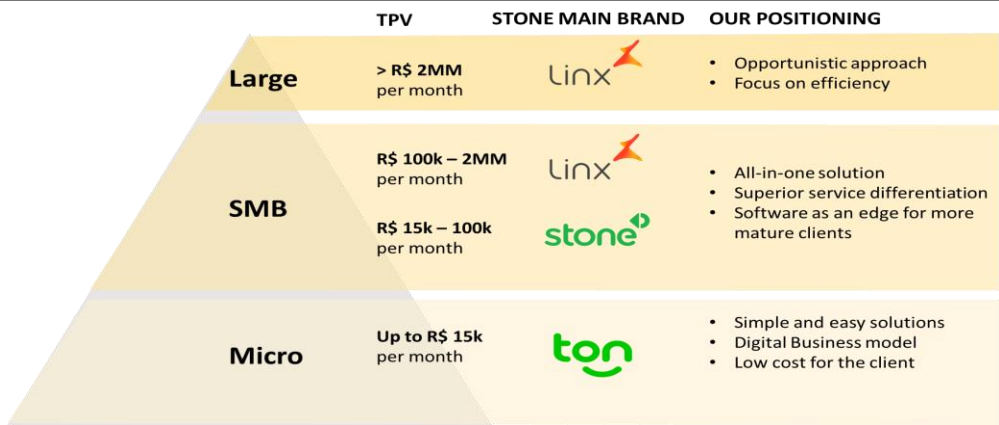 TPV STONE MAIN BRAND OUR POSITIONING
Large
> R$ 2MM
per month
Linx
• Opportunistic approach
• Focus on efficiency
SMB
R$ 100k – 2MM
per month
Linx
R$ 15k – 100k
per month
stone
• All-in-one solution
• Superior service differentiation
• Software as an edge for more
mature clients
Micro
Up to R$ 15k
per month
ton
• Simple and easy solutions
• Digital Business model
• Low cost for the client